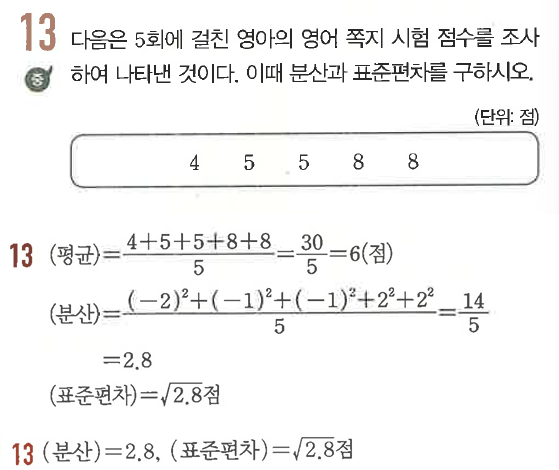 13 다음은 5회에 걸친 영아의 영어 쪽지 시험 점수를 조사
중 하여 나타낸 것이다. 이때 분산과 표준편차를 구하시오.
(단위: 점)
4 5 5 8 8
13 (평균)=\frac{4+5+5+8+8}{5}=\frac{30}{5}=6(점)
(분산)=\frac{(-2)²+(-1)²+(-1)²+2²+2²}{5}=\frac{14}{5}
=2.8
(표준편차)=√2.8점
13 (분산)=2.8, (표준편차)=√2.8점